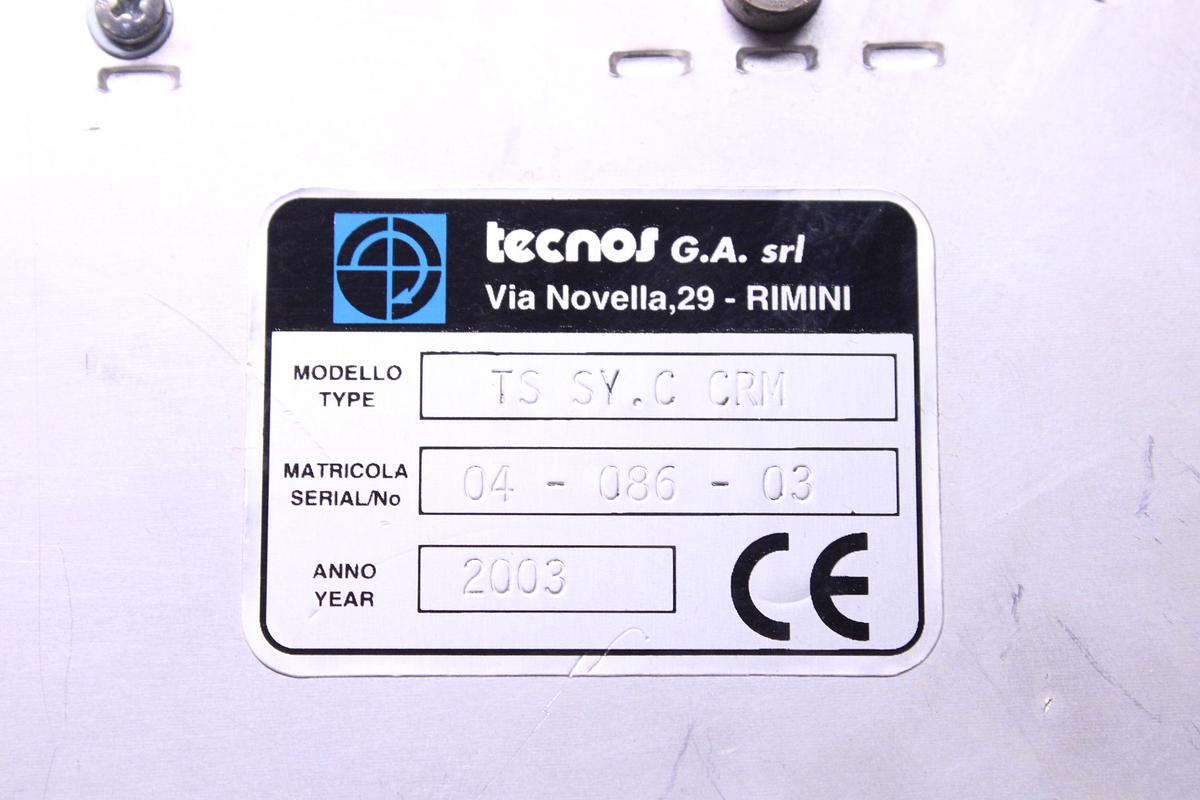 tecnos G.A. srl
Via Novella,29 - RIMINI
MODELLO
TYPE
TS SY.C CRM
MATRICOLA
SERIAL/No
04 - 086 - 03
ANNO
YEAR
2003
CE